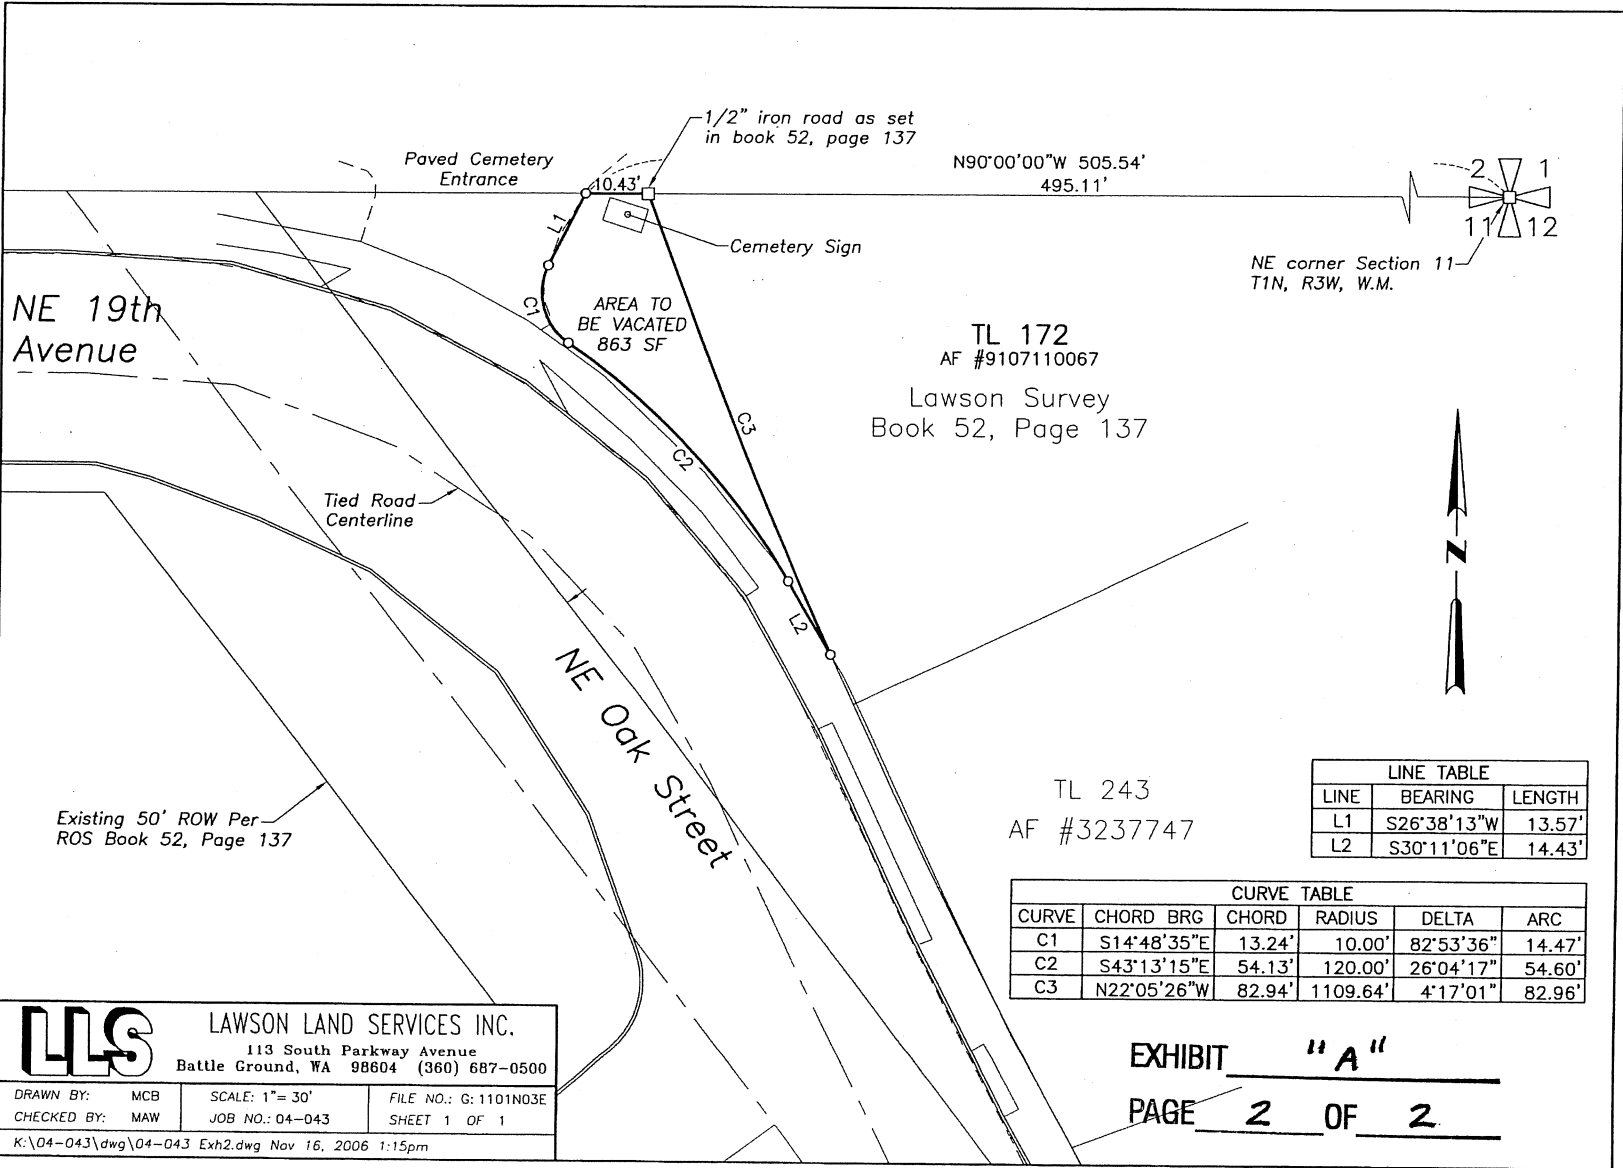 1/2" iron road as set
in book 52, page 137
Paved Cemetery
Entrance
10.43'
N90°00'00"W 505.54'
495.11'
2 1
11 12
NE corner Section 11
T1N, R3W, W.M.
L1
Cemetery Sign
C1
AREA TO
BE VACATED
863 SF
NE 19th
Avenue
TL 172
AF #9107110067
Lawson Survey
Book 52, Page 137
C3
C2
Tied Road
Centerline
N
L2
NE Oak Street
Existing 50' ROW Per
ROS Book 52, Page 137
TL 243
AF #3237747
LINE TABLE
LINE BEARING LENGTH
L1 S26°38'13"W 13.57'
L2 S30°11'06"E 14.43'
CURVE TABLE
CURVE CHORD BRG CHORD RADIUS DELTA ARC
C1 S14°48'35"E 13.24' 10.00' 82°53'36" 14.47'
C2 S43°13'15"E 54.13' 120.00' 26°04'17" 54.60'
C3 N22°05'26"W 82.94' 1109.64' 4°17'01" 82.96'
LLS
LAWSON LAND SERVICES INC.
113 South Parkway Avenue
Battle Ground, WA 98604 (360) 687-0500
DRAWN BY: MCB SCALE: 1"= 30' FILE NO.: G: 1101N03E
CHECKED BY: MAW JOB NO.: 04-043 SHEET 1 OF 1
K:\04-043\dwg\04-043 Exh2.dwg Nov 16, 2006 1:15pm
EXHIBIT "A"
PAGE 2 OF 2